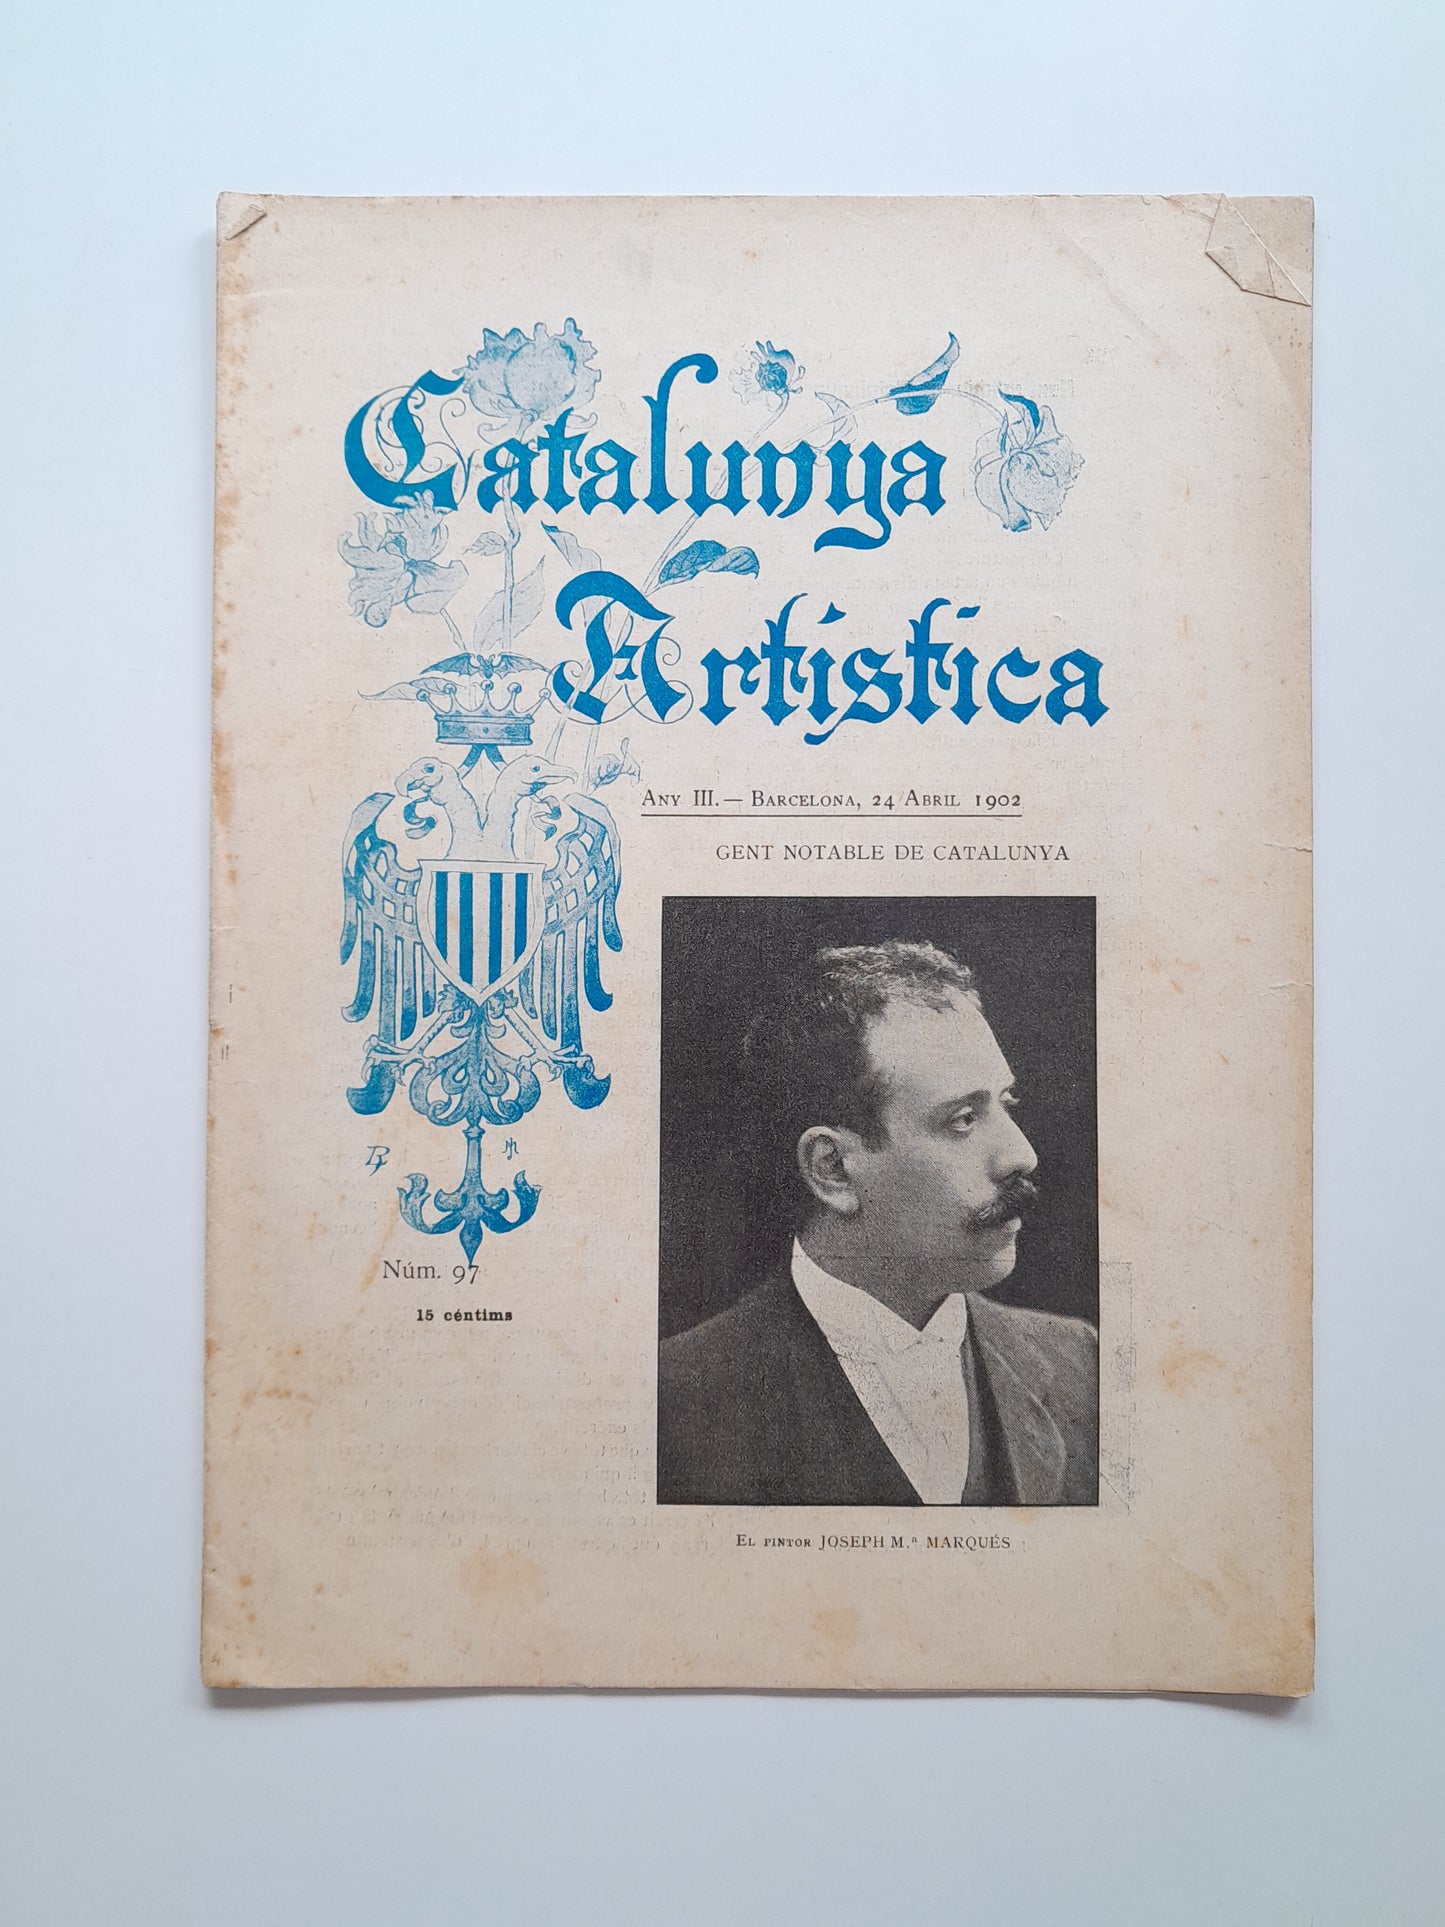 Catalunya
Artística
ANY III. — BARCELONA, 24 ABRIL 1902
GENT NOTABLE DE CATALUNYA
Núm. 97
15 céntims
EL PINTOR JOSEPH M.ª MARQUÉS